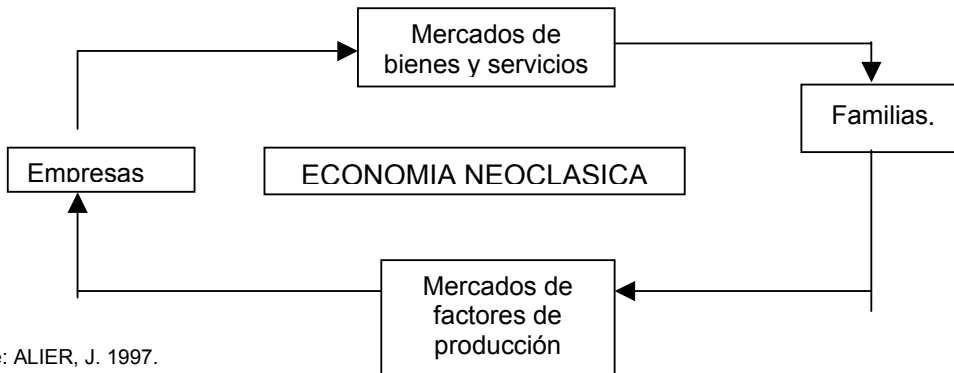 Mercados de
bienes y servicios
Familias.
Empresas
ECONOMIA NEOCLASICA
Mercados de
factores de
producción
: ALIER, J. 1997.